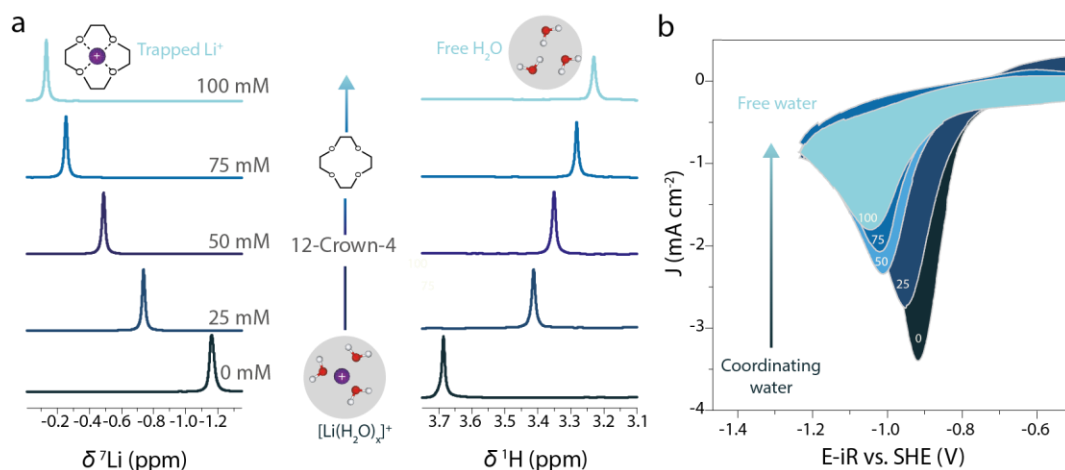 a
Trapped Li⁺
100 mM
75 mM
50 mM
25 mM
0 mM
-0.2 -0.4 -0.6 -0.8 -1.0 -1.2
δ ⁷Li (ppm)
O O
O O
+
12-Crown-4
+
[Li(H₂O)ₓ]⁺
Free H₂O
3.7 3.6 3.5 3.4 3.3 3.2 3.1
δ ¹H (ppm)
b
0
-1
-2
-3
-4
J (mA cm⁻²)
Free water
Coordinating
water
100
75
50
25
0
-1.4 -1.2 -1.0 -0.8 -0.6
E-iR vs. SHE (V)